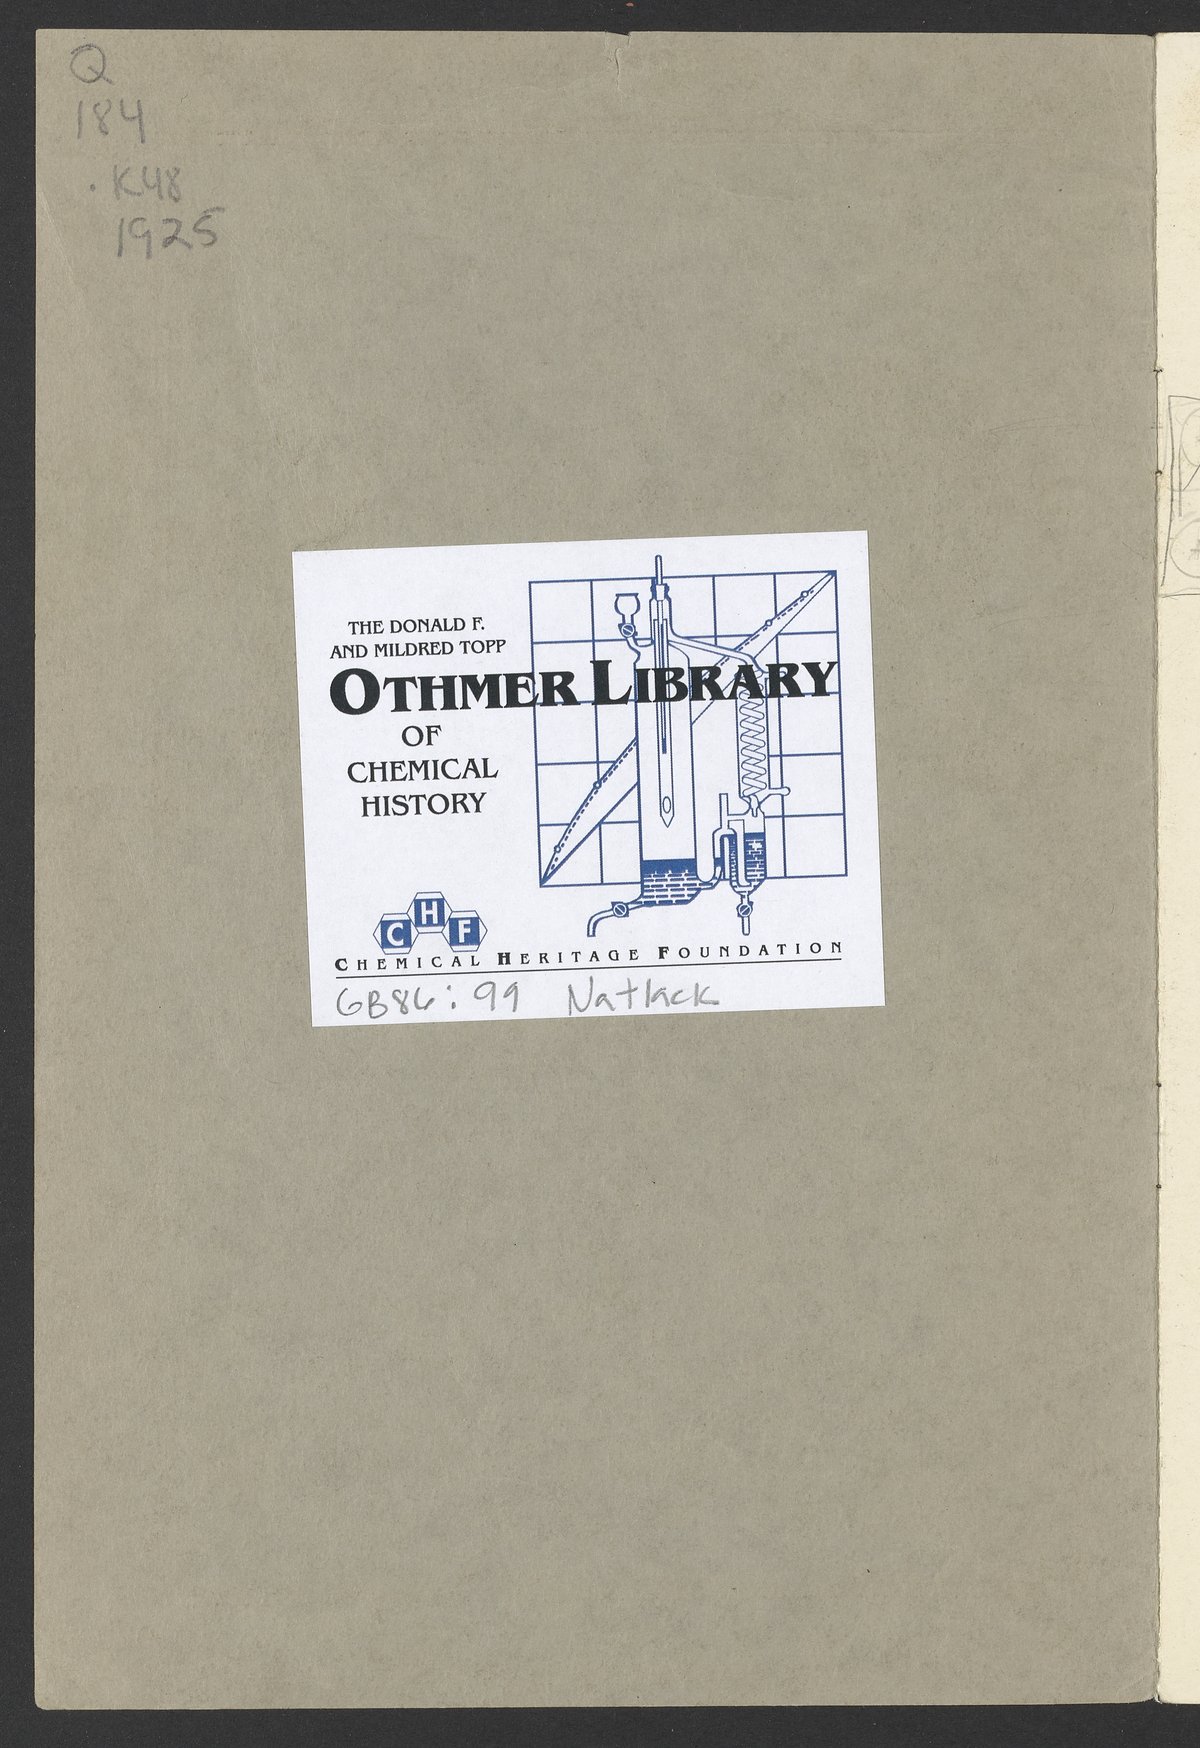 Q
184
.K48
1925
THE DONALD F.
AND MILDRED TOPP
OTHMER LIBRARY
OF
CHEMICAL
HISTORY
CHF
CHEMICAL HERITAGE FOUNDATION
GB86:99 Natlack